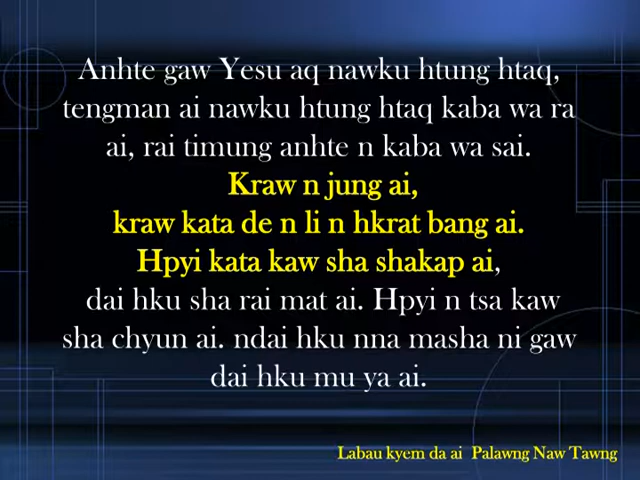 Anhte gaw Yesu aq nawku htung htaq,
tengman ai nawku htung htaq kaba wa ra
ai, rai timung anhte n kaba wa sai.
Kraw n jung ai,
kraw kata de n li n hkrat bang ai.
Hpyi kata kaw sha shakap ai,
dai hku sha rai mat ai. Hpyi n tsa kaw
sha chyun ai. ndai hku nna masha ni gaw
dai hku mu ya ai.
Labau kyem da ai Palawng Naw Tawng